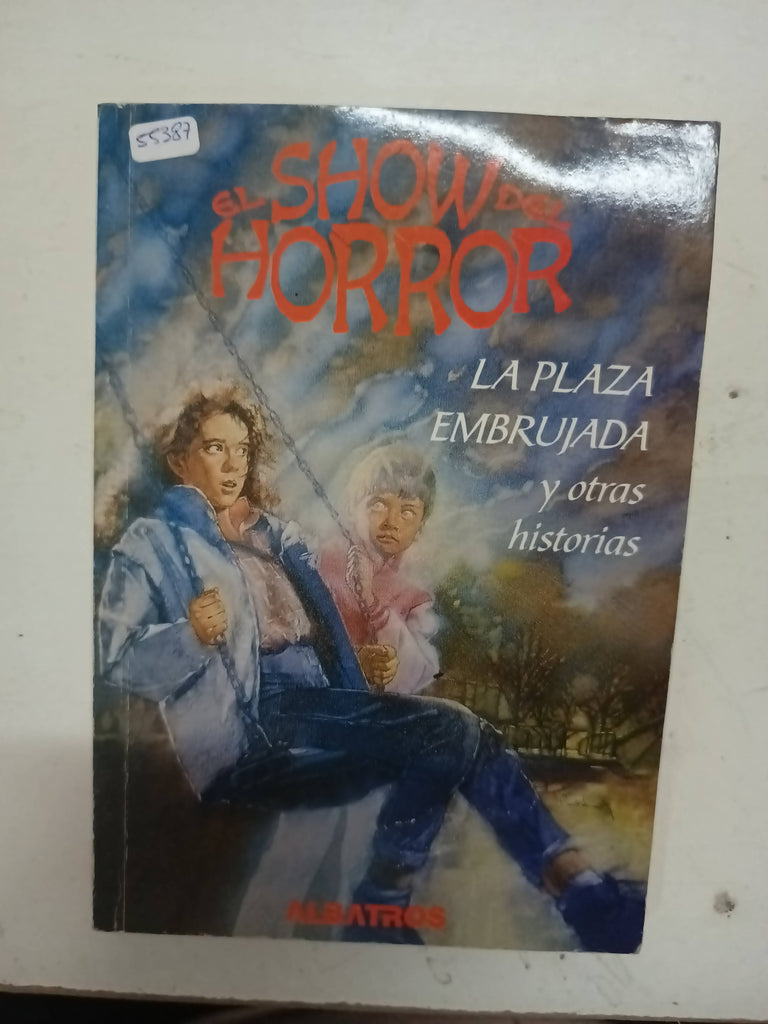 55387
EL SHOW DEL
HORROR
LA PLAZA
EMBRUJADA
y otras
historias
ALBATROS